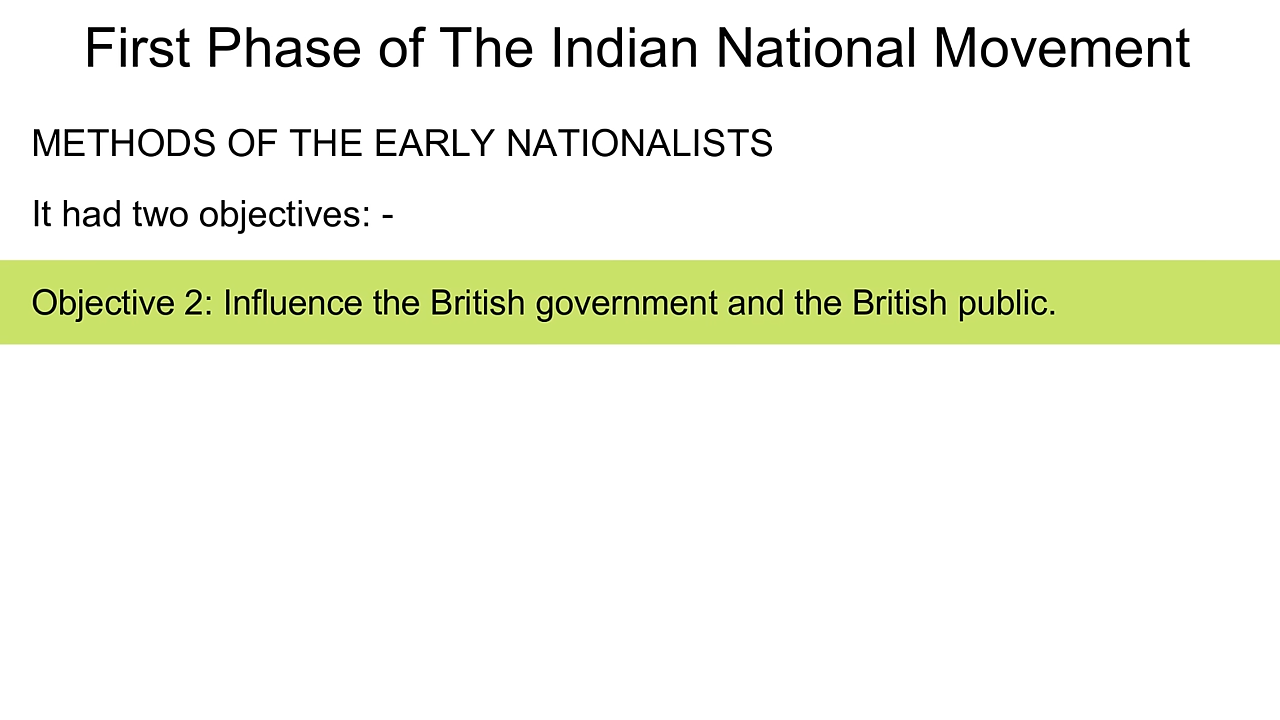 First Phase of The Indian National Movement
METHODS OF THE EARLY NATIONALISTS
It had two objectives: -
Objective 2: Influence the British government and the British public.